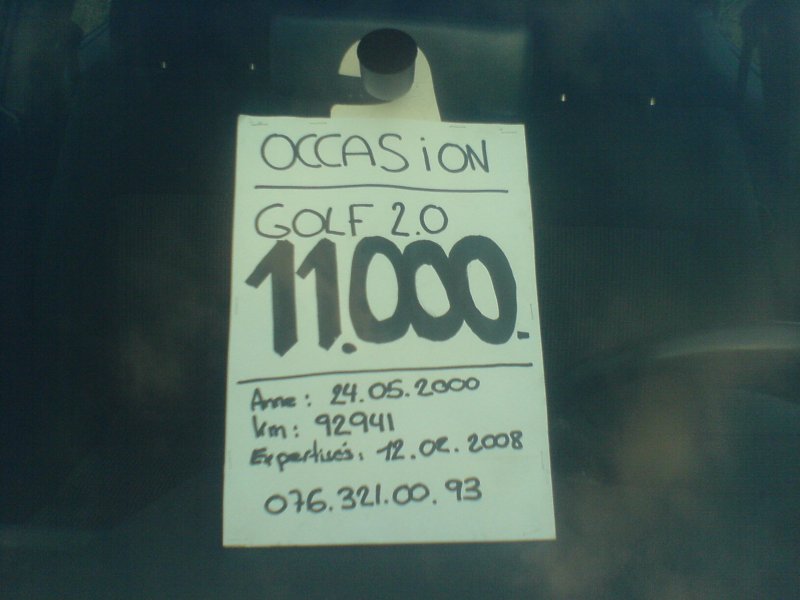 OCCASiON
GOLF 2.0
11.000.-
Anne: 24.05.2000
km: 92941
Expertisés: 12.02.2008
076.321.00.93